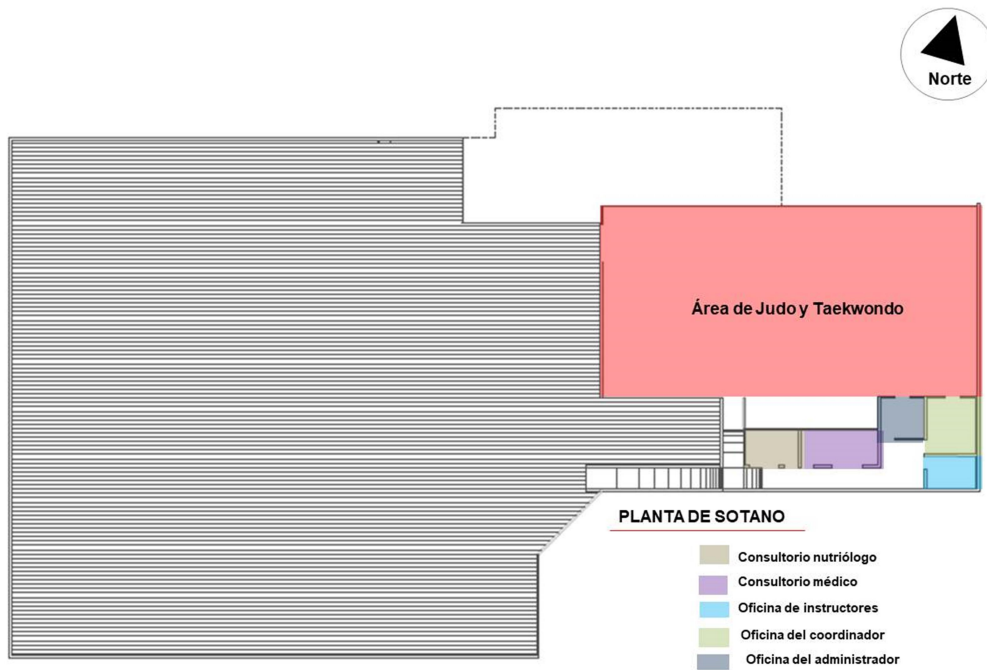 Norte
Área de Judo y Taekwondo
PLANTA DE SOTANO
Consultorio nutriólogo
Consultorio médico
Oficina de instructores
Oficina del coordinador
Oficina del administrador